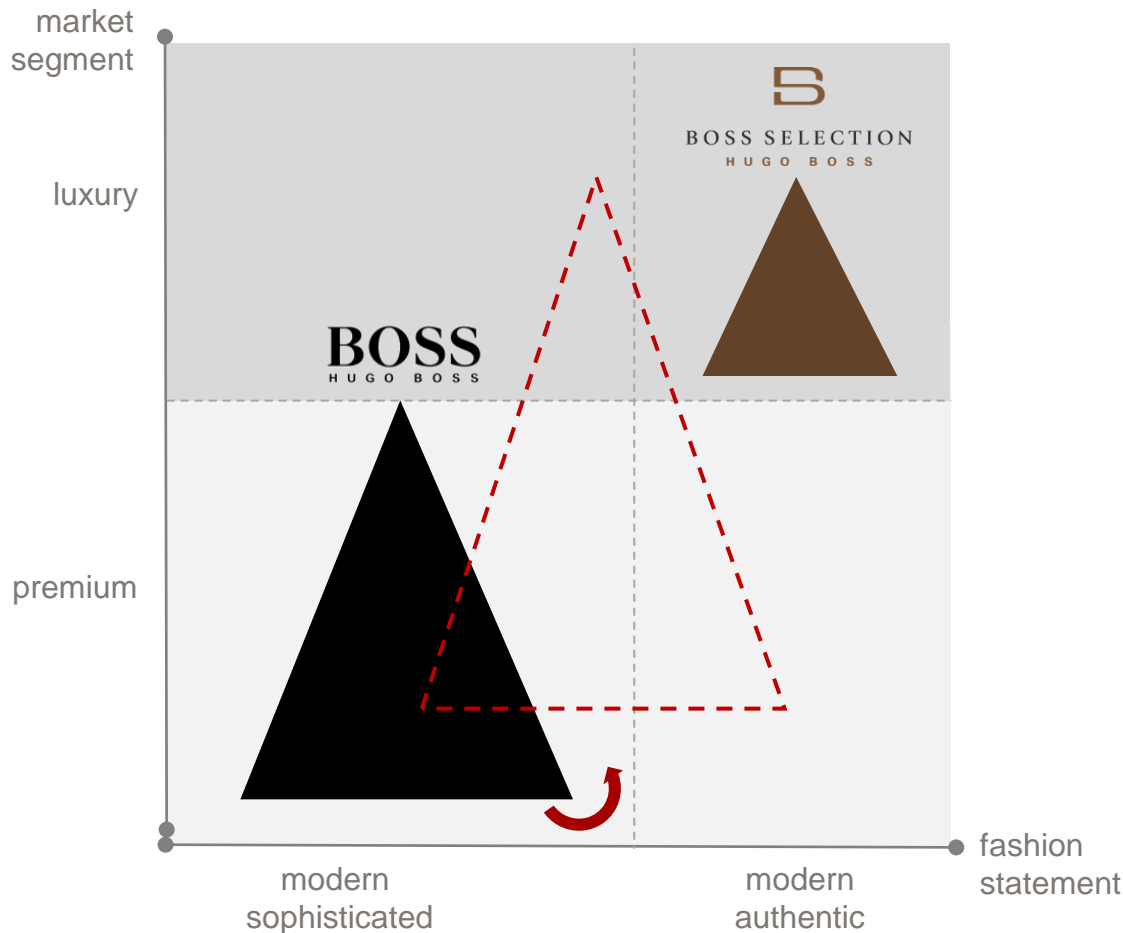 market
segment
B
BOSS SELECTION
HUGO BOSS
luxury
BOSS
HUGO BOSS
premium
fashion
statement
modern
sophisticated
modern
authentic